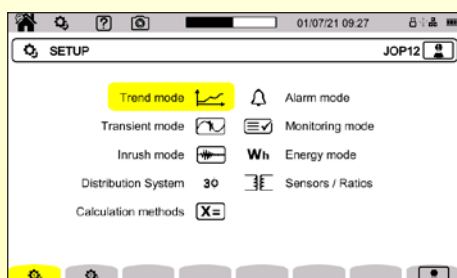 01/07/21 09:27
SETUP JOP12
Trend mode Alarm mode
Transient mode Monitoring mode
Inrush mode Wh Energy mode
Distribution System 3Φ Sensors / Ratios
Calculation methods X=